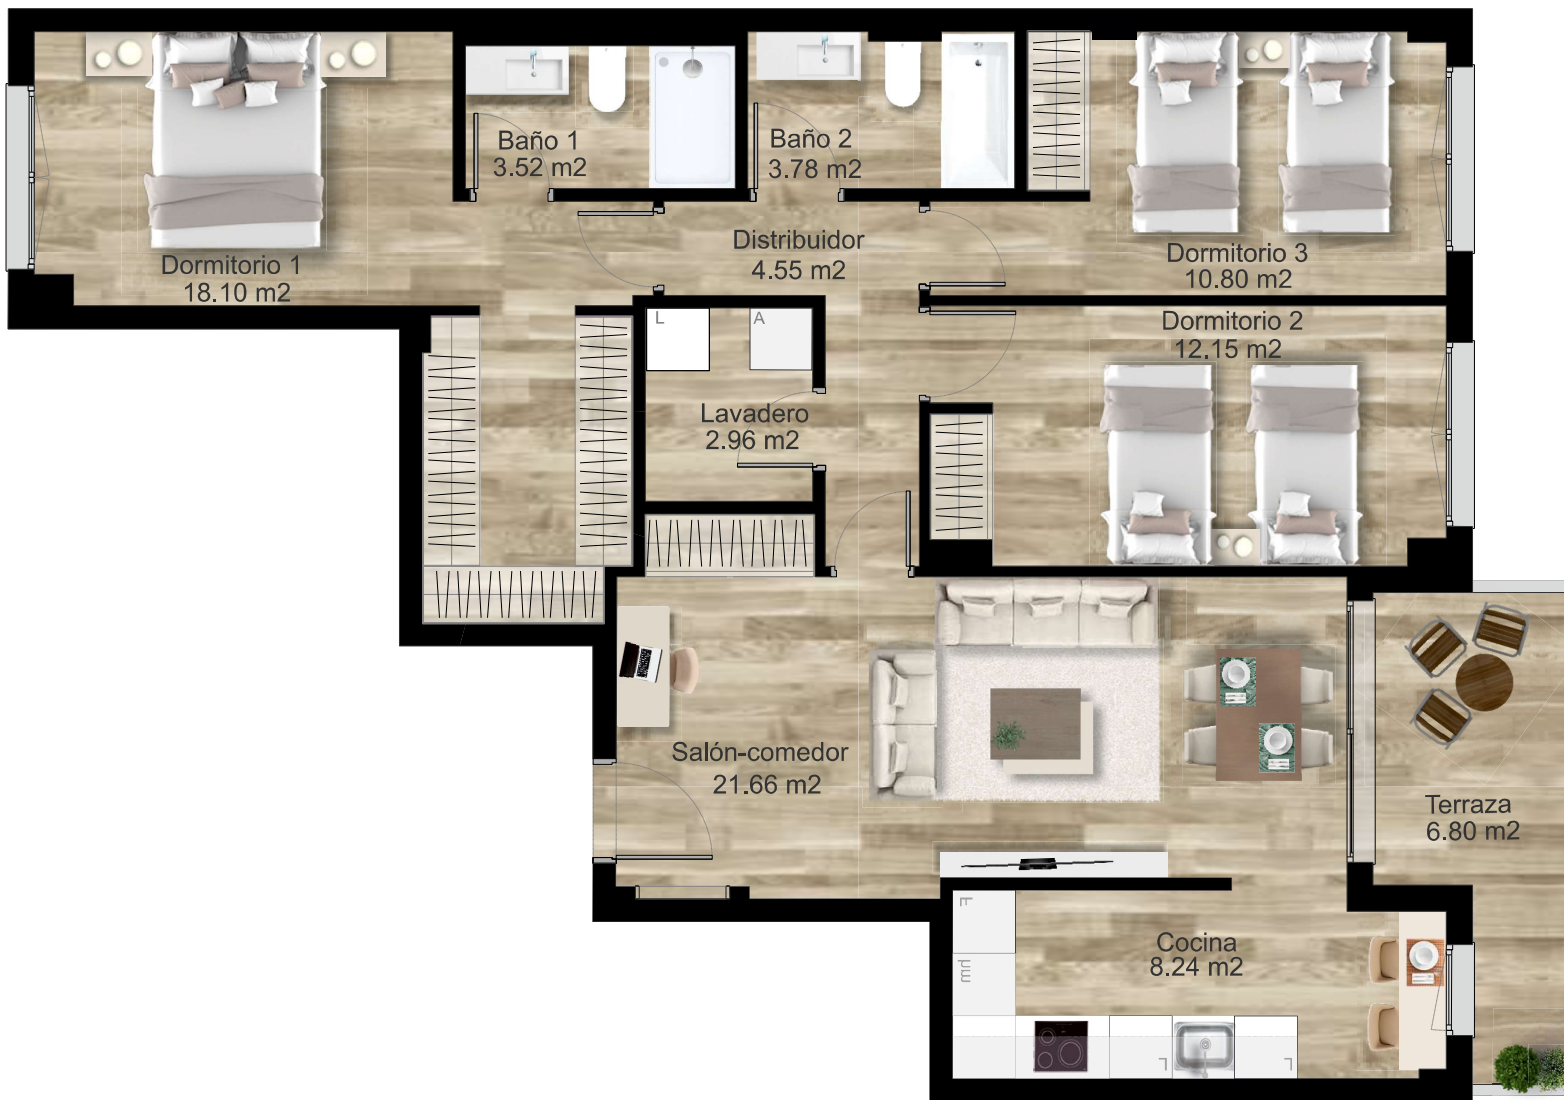 Baño 1
3.52 m2
Baño 2
3.78 m2
Dormitorio 1
18.10 m2
Distribuidor
4.55 m2
Dormitorio 3
10.80 m2
L
A
Dormitorio 2
12.15 m2
Lavadero
2.96 m2
Salón-comedor
21.66 m2
Terraza
6.80 m2
F
Cocina
8.24 m2